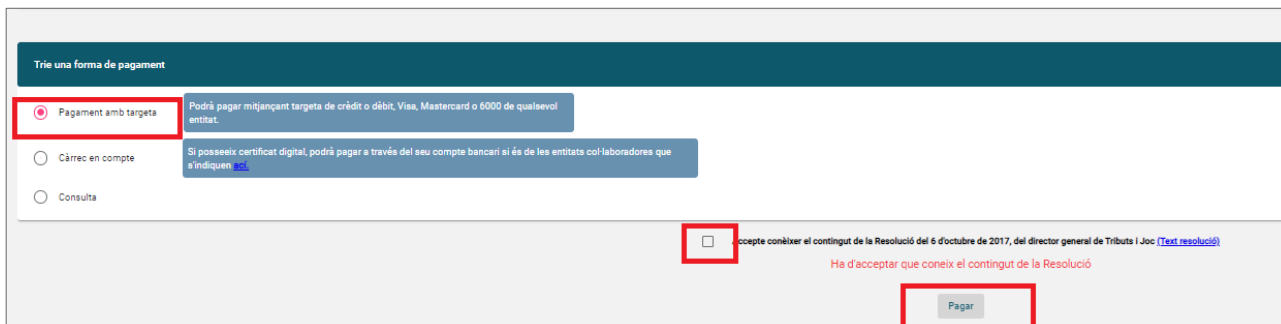 Trie una forma de pagament
Pagament amb targeta
Podrà pagar mitjançant targeta de crèdit o dèbit, Visa, Mastercard o 6000 de qualsevol
entitat.
Càrrec en compte
Si posseeix certificat digital, podrà pagar a través del seu compte bancari si és de les entitats col·laboradores que
s'indiquen ací.
Consulta
Accepte conèixer el contingut de la Resolució del 6 d'octubre de 2017, del director general de Tributs i Joc (Text resolució)
Ha d'acceptar que coneix el contingut de la Resolució
Pagar